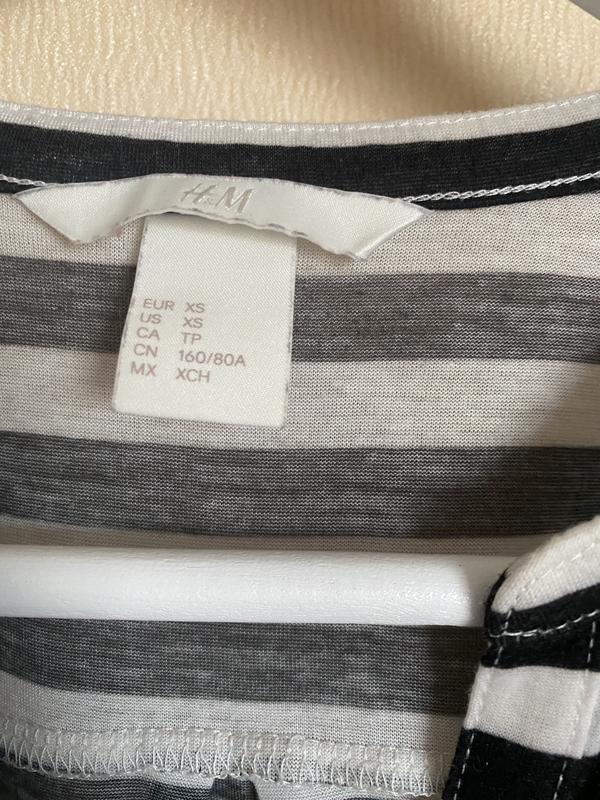 H&M
EUR XS
US XS
CA TP
CN 160/80A
MX XCH